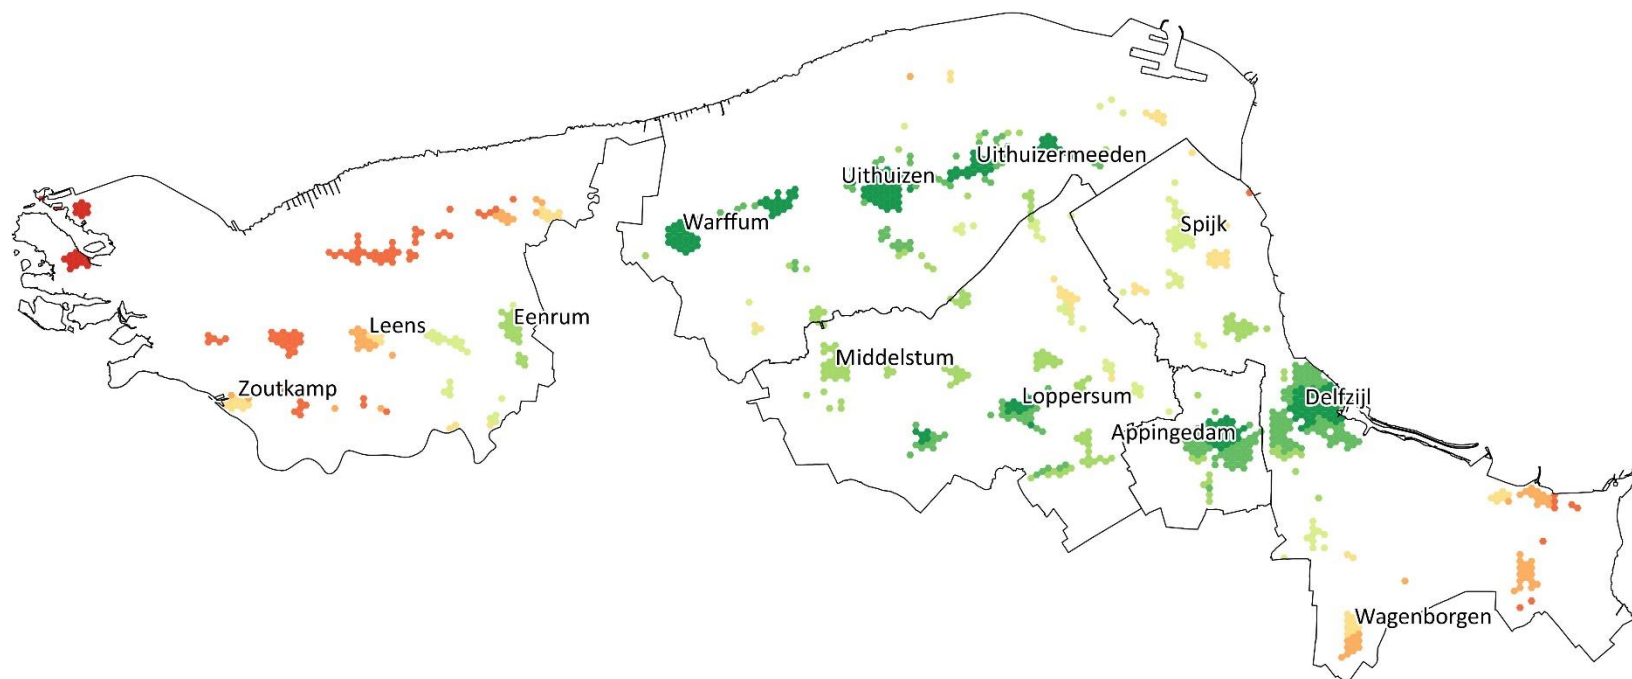 Uithuizermeeden
Uithuizen
Warffum
Spijk
Eenrum
Leens
Middelstum
Zoutkamp
Loppersum
Delfzijl
Appingedam
Wagenborgen